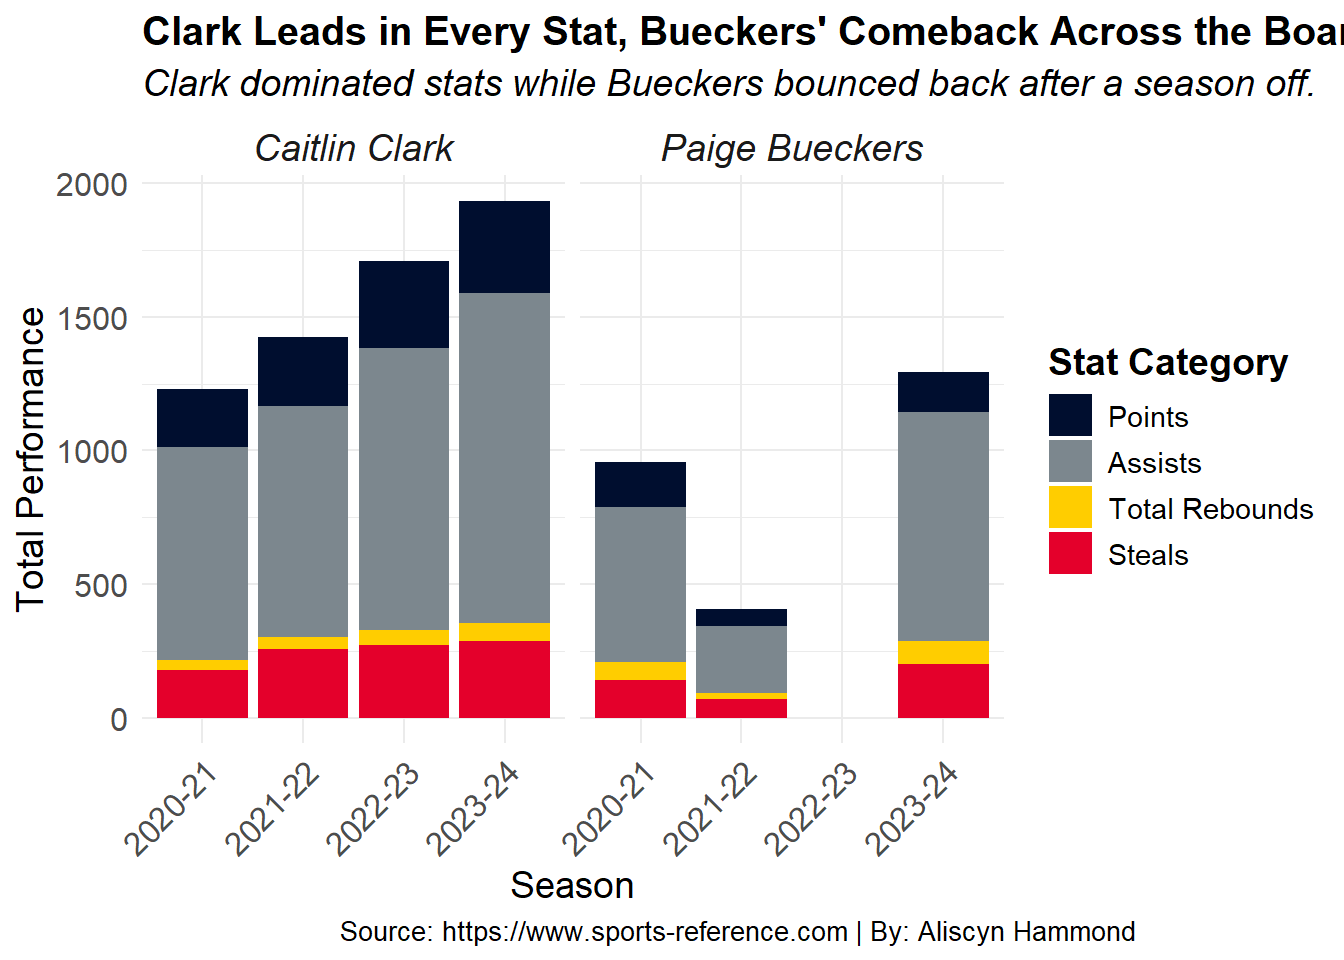 Clark Leads in Every Stat, Bueckers' Comeback Across the Boar
Clark dominated stats while Bueckers bounced back after a season off.
Caitlin Clark
Paige Bueckers
2000
1500
1000
500
0
Total Performance
2020-21
2021-22
2022-23
2023-24
2020-21
2021-22
2022-23
2023-24
Season
Stat Category
Points
Assists
Total Rebounds
Steals
Source: https://www.sports-reference.com | By: Aliscyn Hammond